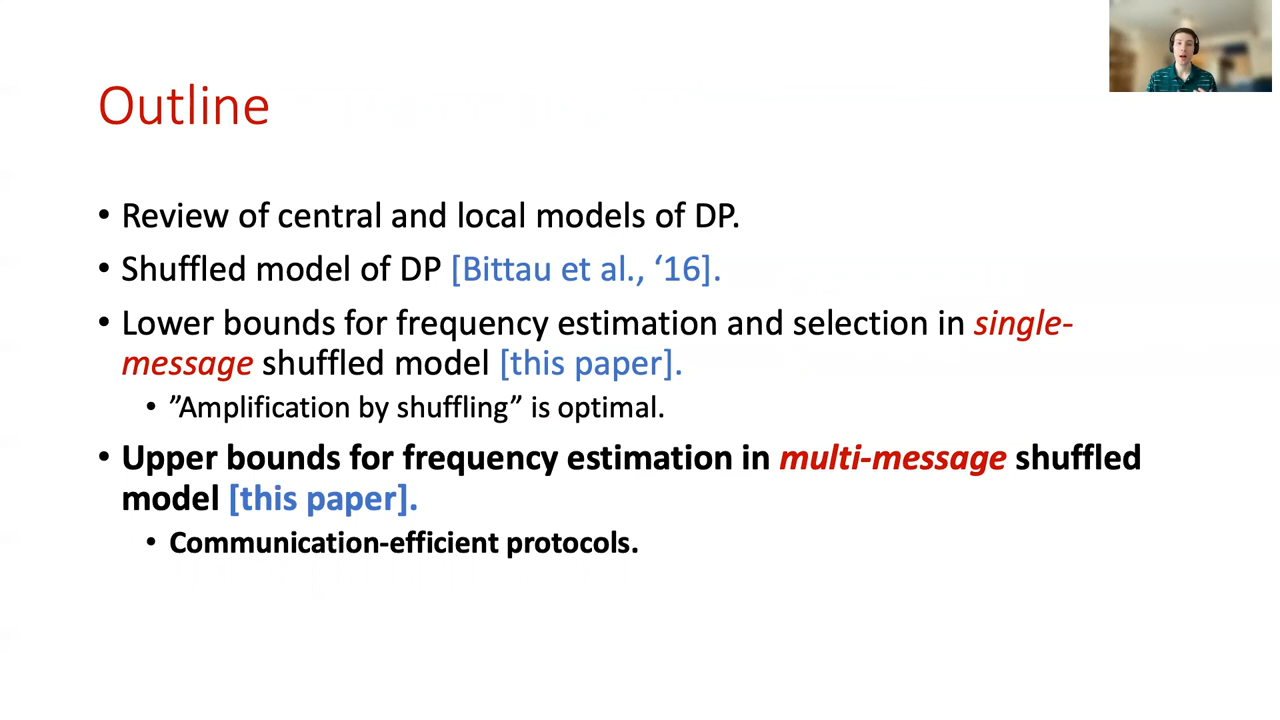 Outline
• Review of central and local models of DP.
• Shuffled model of DP [Bittau et al., ‘16].
• Lower bounds for frequency estimation and selection in single-
message shuffled model [this paper].
• ”Amplification by shuffling” is optimal.
• Upper bounds for frequency estimation in multi-message shuffled
model [this paper].
• Communication-efficient protocols.